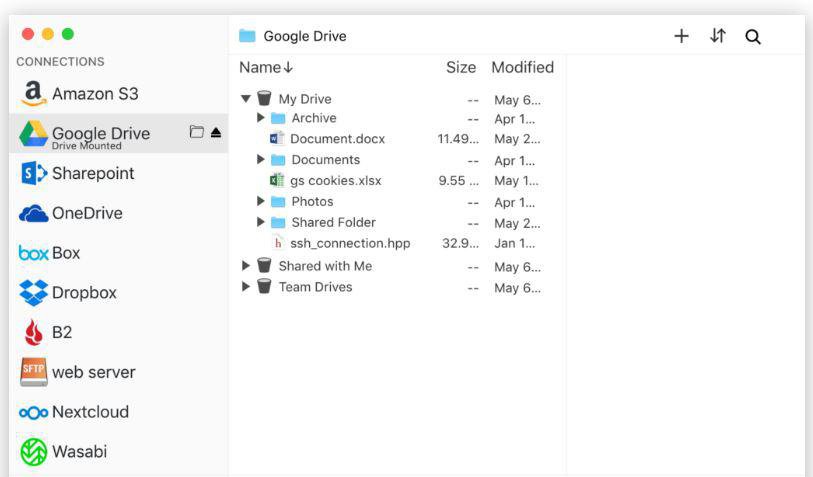 Google Drive
CONNECTIONS
Name↓ Size Modified
Amazon S3
Google Drive
Drive Mounted
Sharepoint
OneDrive
box Box
Dropbox
B2
SFTP web server
Nextcloud
Wasabi
My Drive -- May 6...
Archive -- Apr 1...
Document.docx 11.49... May 2...
Documents -- Apr 1...
gs cookies.xlsx 9.55 ... May 1...
Photos -- Apr 1...
Shared Folder -- May 2...
h ssh_connection.hpp 32.9... Jan 1...
Shared with Me -- May 6...
Team Drives -- May 6...